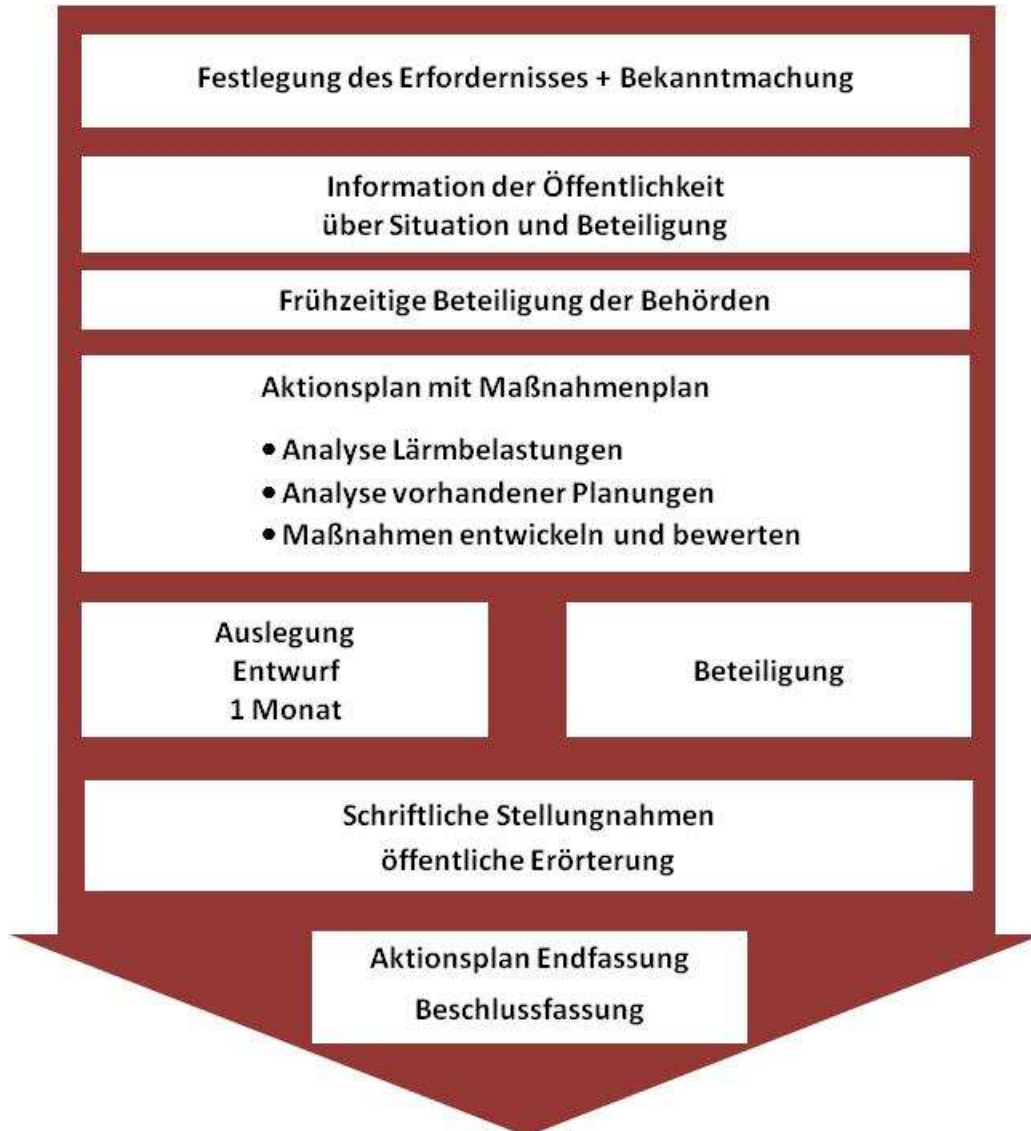 Festlegung des Erfordernisses + Bekanntmachung
Information der Öffentlichkeit
über Situation und Beteiligung
Frühzeitige Beteiligung der Behörden
Aktionsplan mit Maßnahmenplan
• Analyse Lärmbelastungen
• Analyse vorhandener Planungen
• Maßnahmen entwickeln und bewerten
Auslegung
Entwurf
1 Monat
Beteiligung
Schriftliche Stellungnahmen
öffentliche Erörterung
Aktionsplan Endfassung
Beschlussfassung